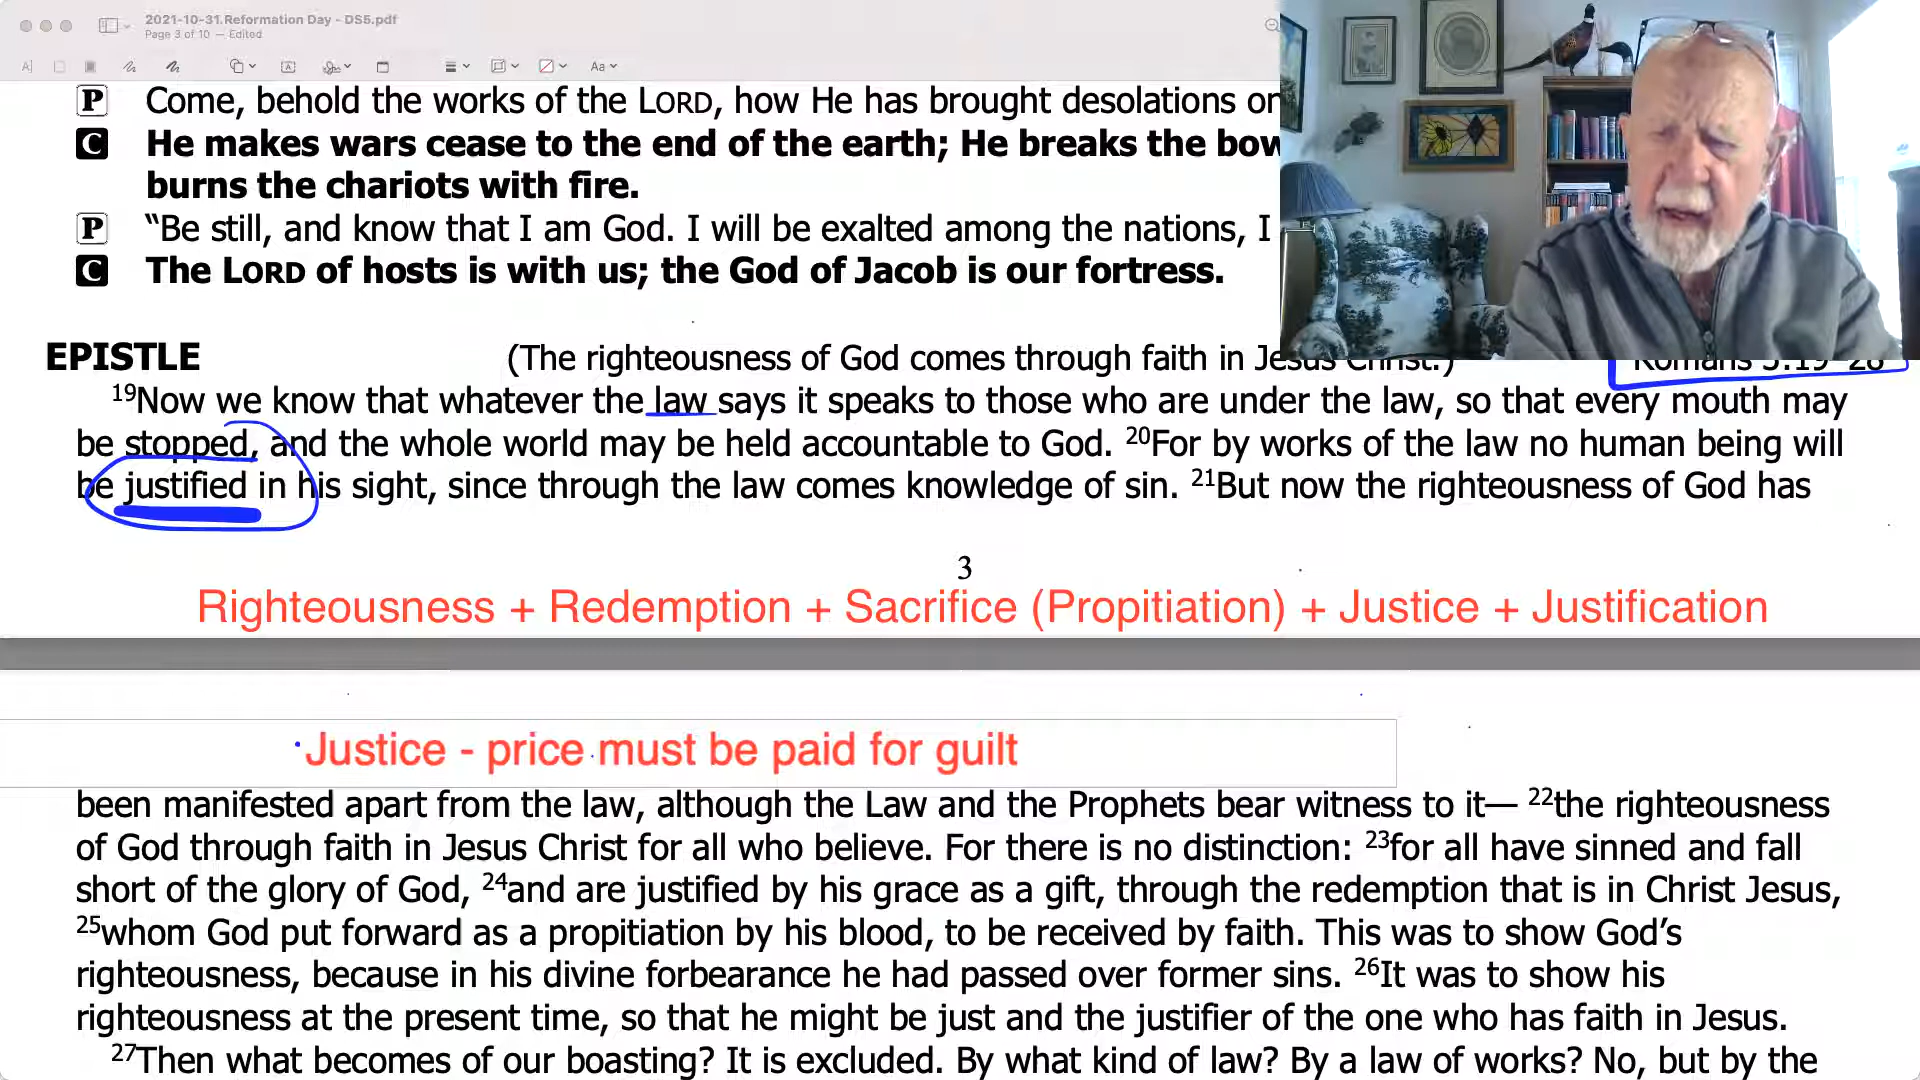 2021-10-31.Reformation Day - DS5.pdf
Page 3 of 10 — Edited
P Come, behold the works of the LORD, how He has brought desolations on
C He makes wars cease to the end of the earth; He breaks the bow
burns the chariots with fire.
P “Be still, and know that I am God. I will be exalted among the nations, I
C The LORD of hosts is with us; the God of Jacob is our fortress.
EPISTLE (The righteousness of God comes through faith in Jesus Christ.) Romans 3:19–28
19Now we know that whatever the law says it speaks to those who are under the law, so that every mouth may
be stopped, and the whole world may be held accountable to God. 20For by works of the law no human being will
be justified in his sight, since through the law comes knowledge of sin. 21But now the righteousness of God has
3
Righteousness + Redemption + Sacrifice (Propitiation) + Justice + Justification
Justice - price must be paid for guilt
been manifested apart from the law, although the Law and the Prophets bear witness to it— 22the righteousness
of God through faith in Jesus Christ for all who believe. For there is no distinction: 23for all have sinned and fall
short of the glory of God, 24and are justified by his grace as a gift, through the redemption that is in Christ Jesus,
25whom God put forward as a propitiation by his blood, to be received by faith. This was to show God’s
righteousness, because in his divine forbearance he had passed over former sins. 26It was to show his
righteousness at the present time, so that he might be just and the justifier of the one who has faith in Jesus.
27Then what becomes of our boasting? It is excluded. By what kind of law? By a law of works? No, but by the